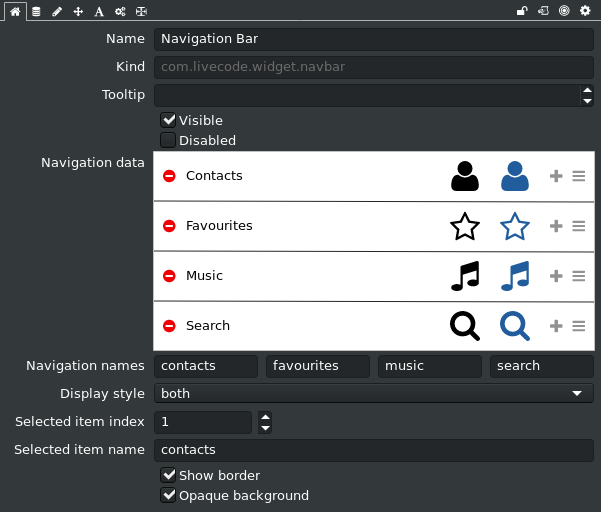 Name Navigation Bar
Kind com.livecode.widget.navbar
Tooltip
Visible
Disabled
Navigation data
Contacts
Favourites
Music
Search
Navigation names contacts favourites music search
Display style both
Selected item index 1
Selected item name contacts
Show border
Opaque background